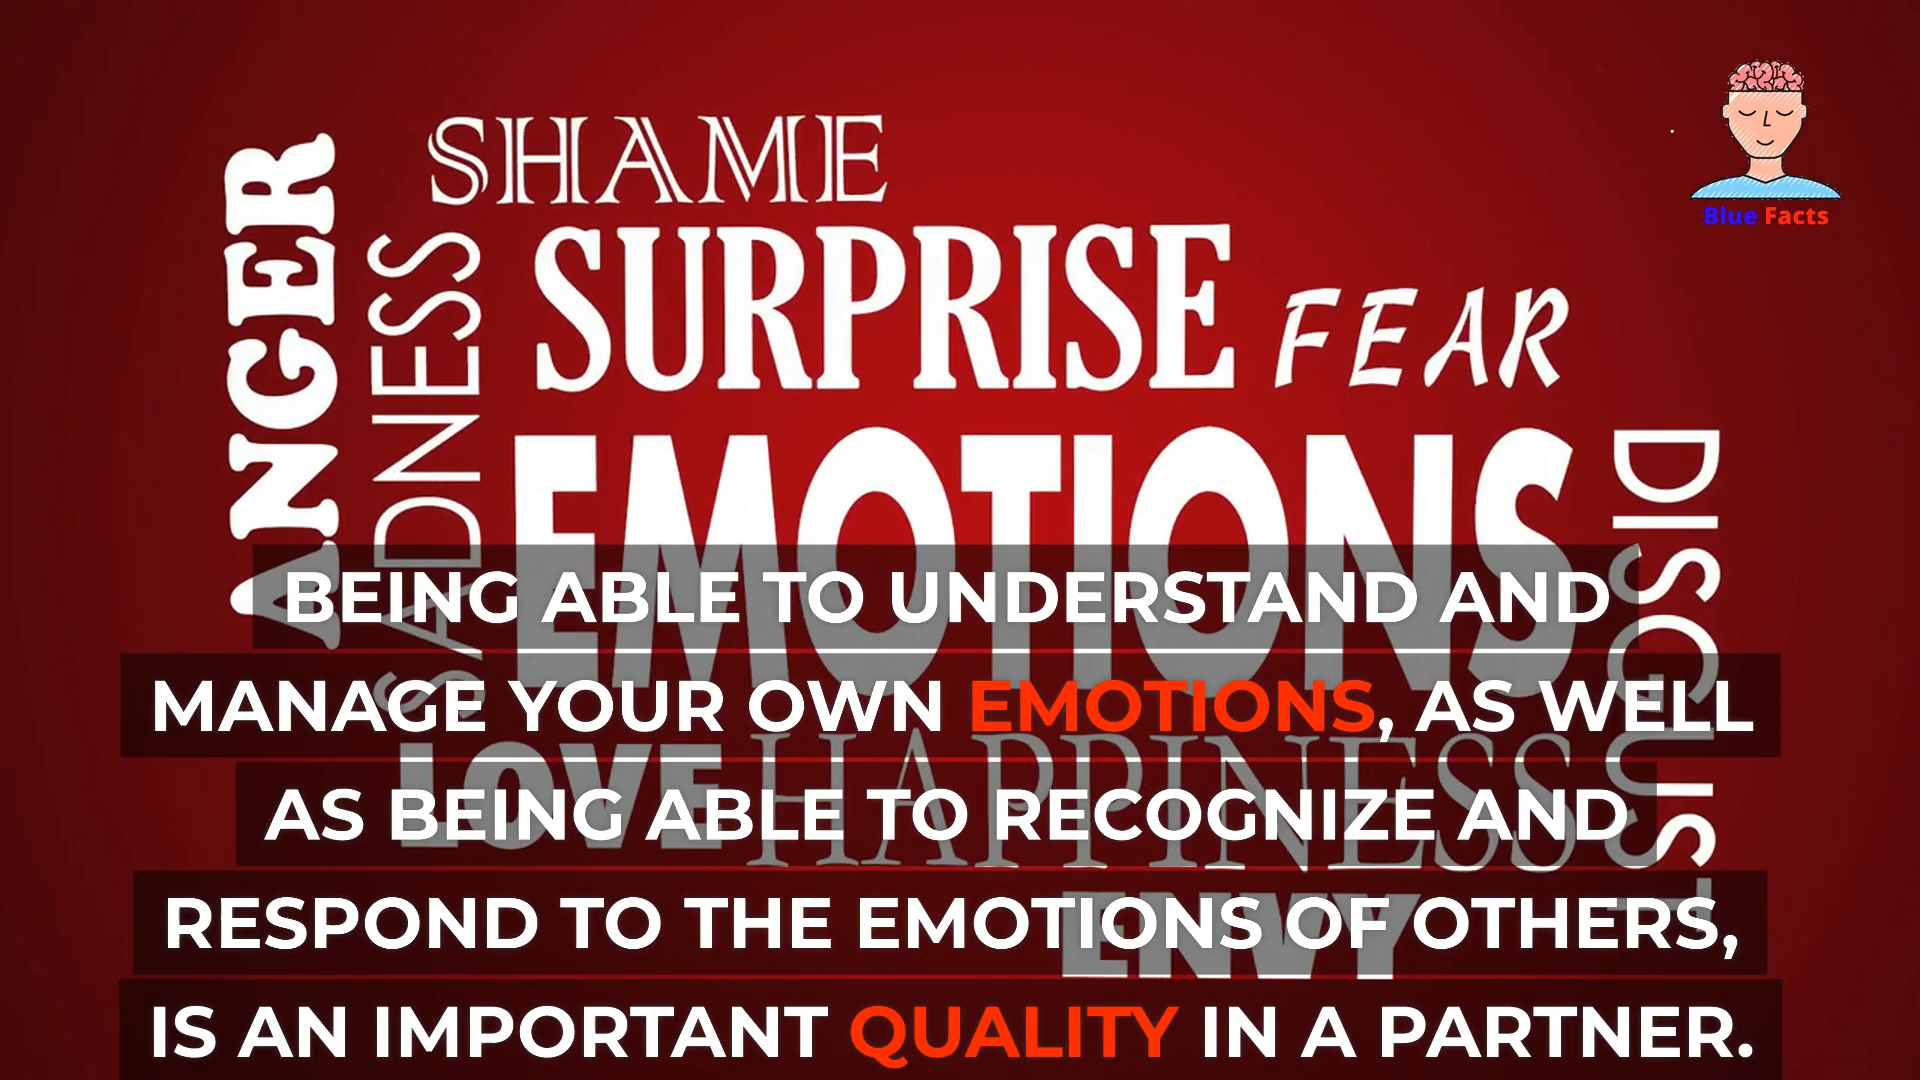 SHAME
ANGER
SADNESS
SURPRISE
FEAR
EMOTIONS
DISGUST
LOVE
HAPPINESS
ENVY
Blue Facts
BEING ABLE TO UNDERSTAND AND
MANAGE YOUR OWN EMOTIONS, AS WELL
AS BEING ABLE TO RECOGNIZE AND
RESPOND TO THE EMOTIONS OF OTHERS,
IS AN IMPORTANT QUALITY IN A PARTNER.